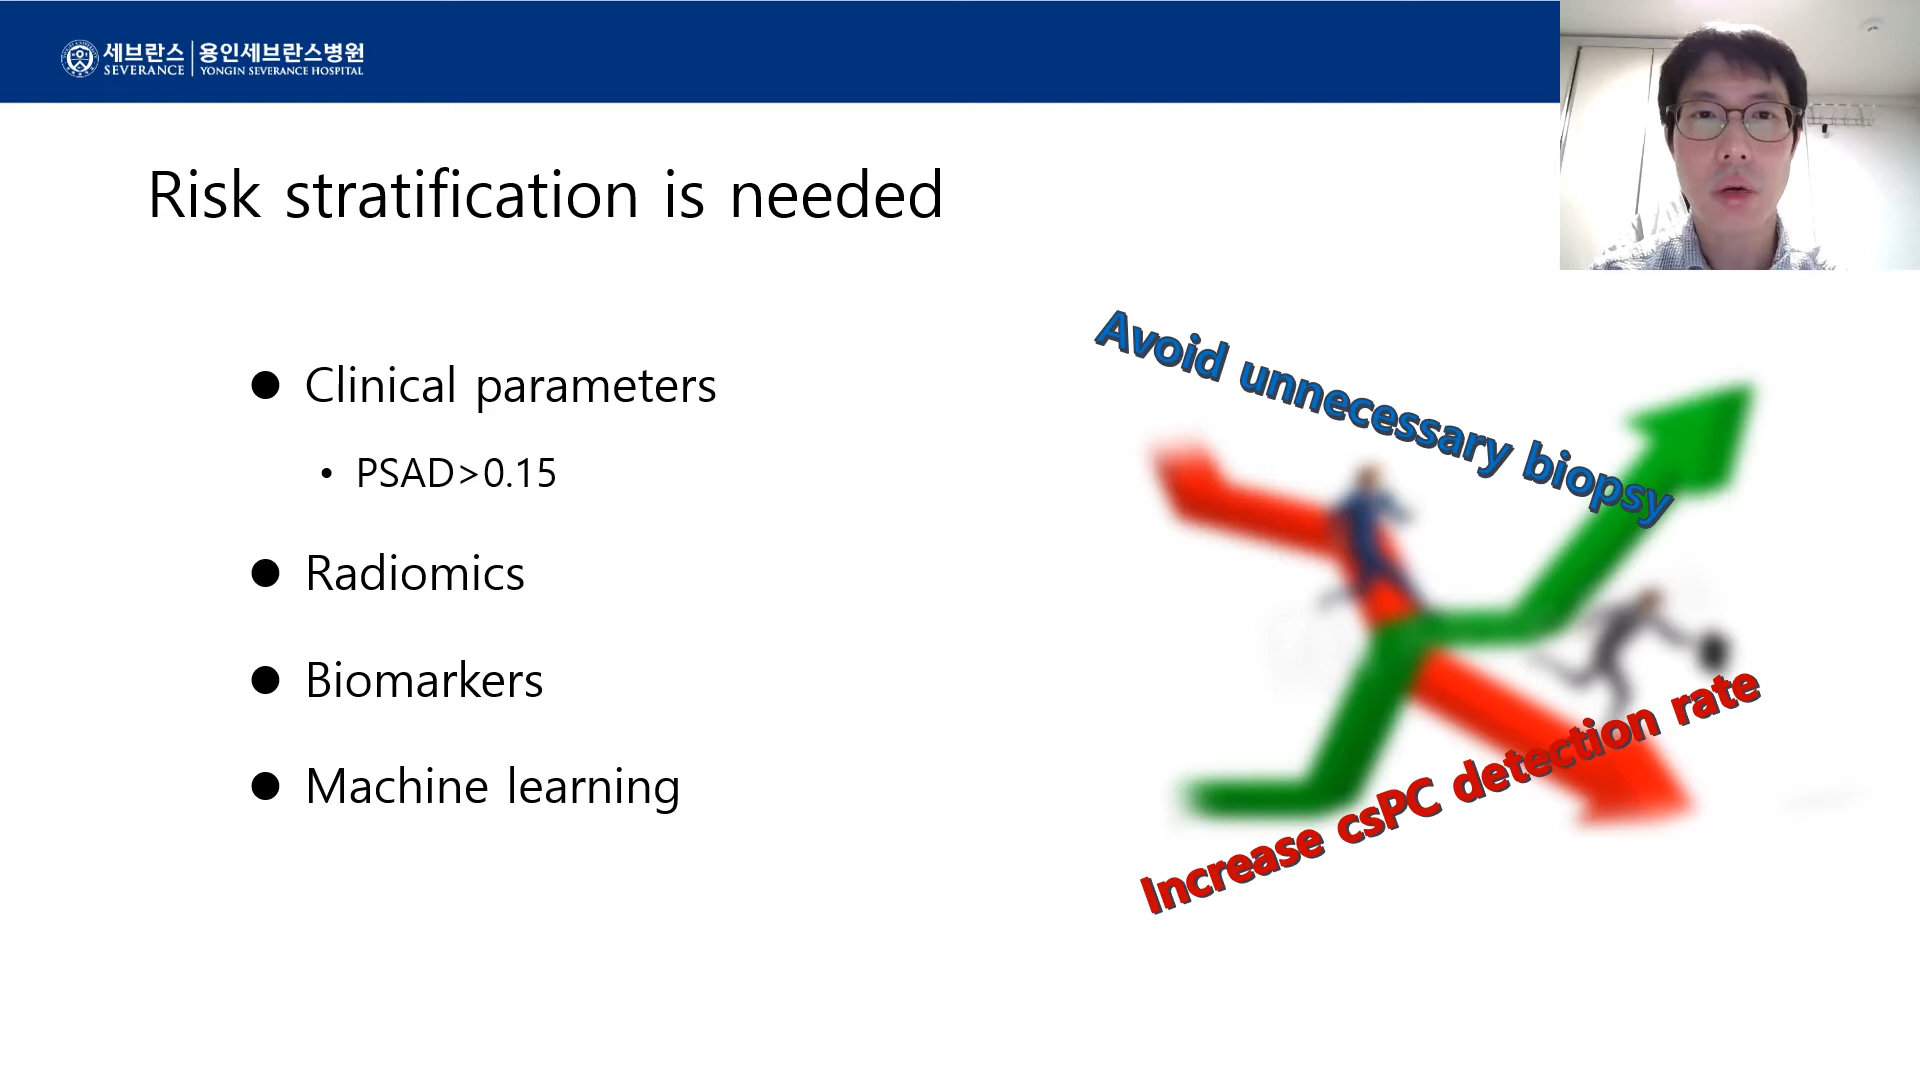 세브란스 | 용인세브란스병원
SEVERANCE | YONGIN SEVERANCE HOSPITAL
Risk stratification is needed
● Clinical parameters
• PSAD>0.15
● Radiomics
● Biomarkers
● Machine learning
Avoid unnecessary biopsy
Increase csPC detection rate